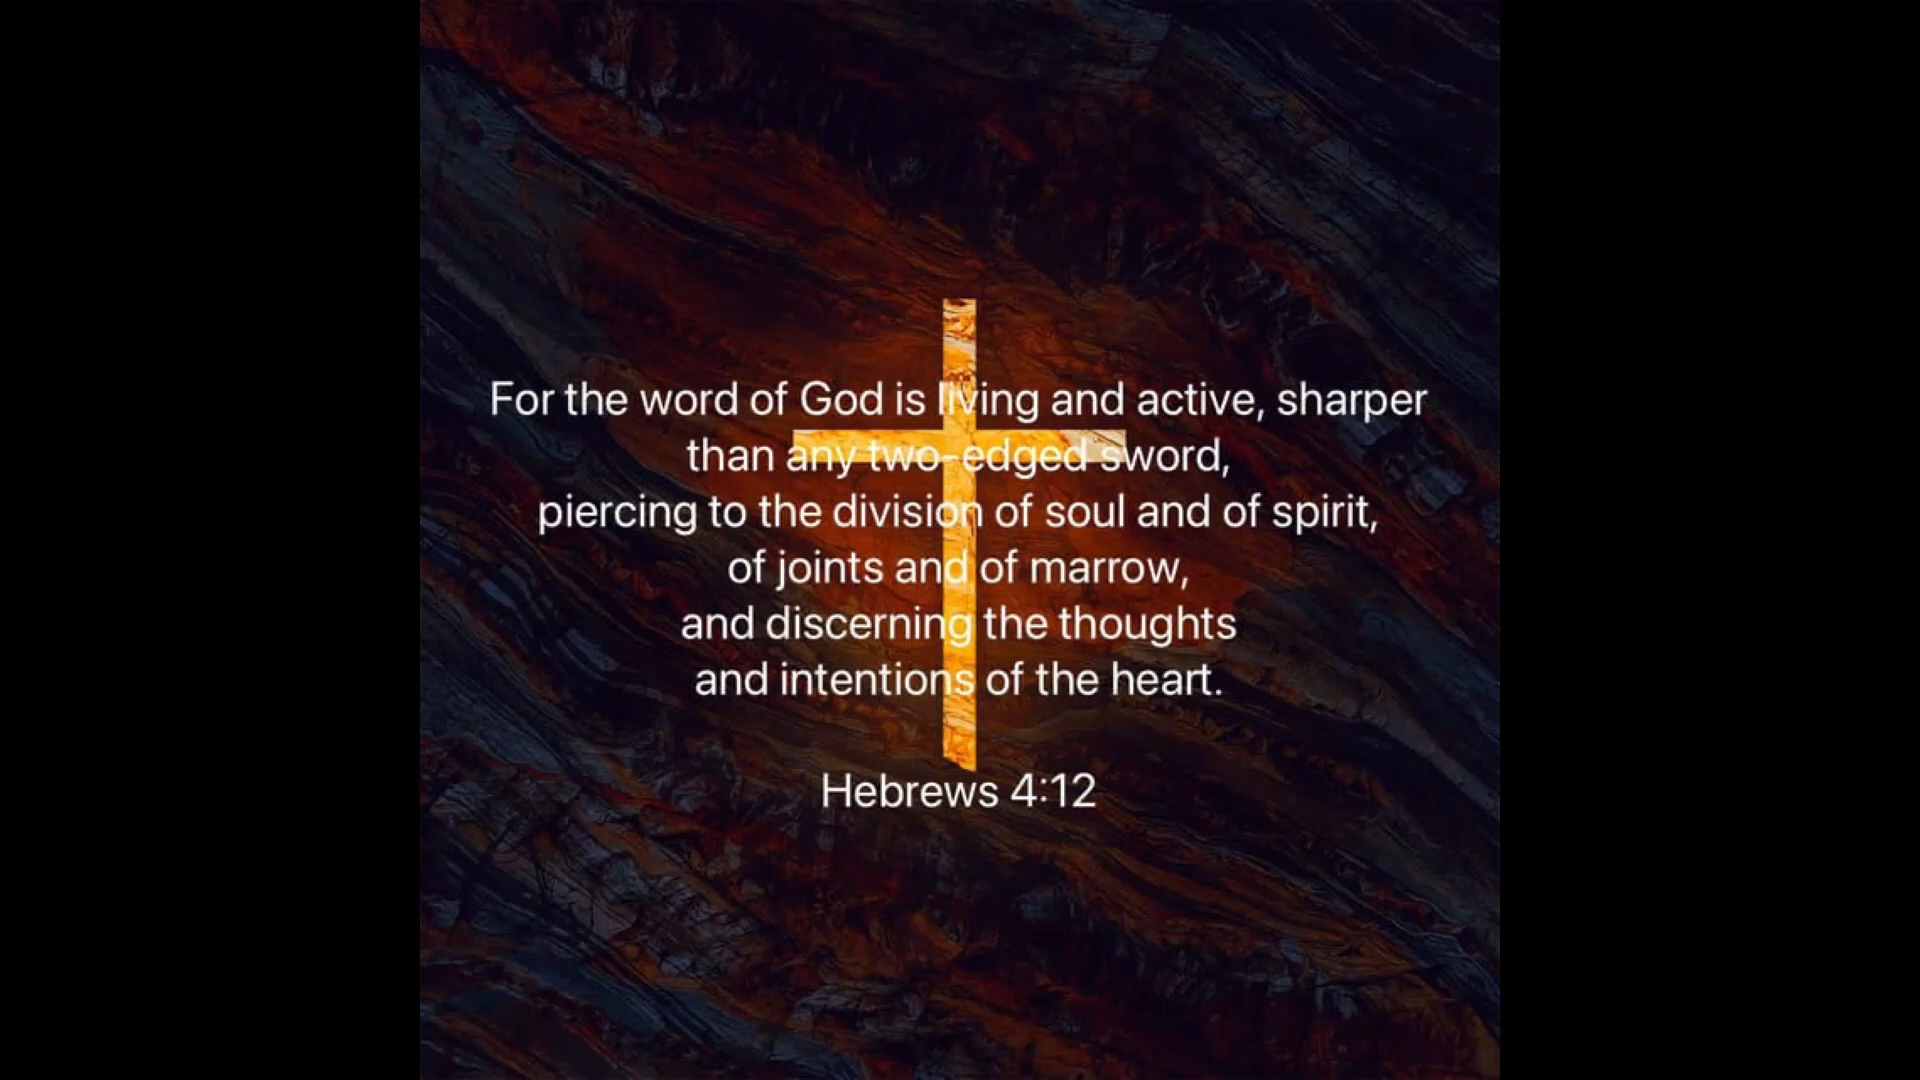 For the word of God is living and active, sharper
than any two-edged sword,
piercing to the division of soul and of spirit,
of joints and of marrow,
and discerning the thoughts
and intentions of the heart.
Hebrews 4:12